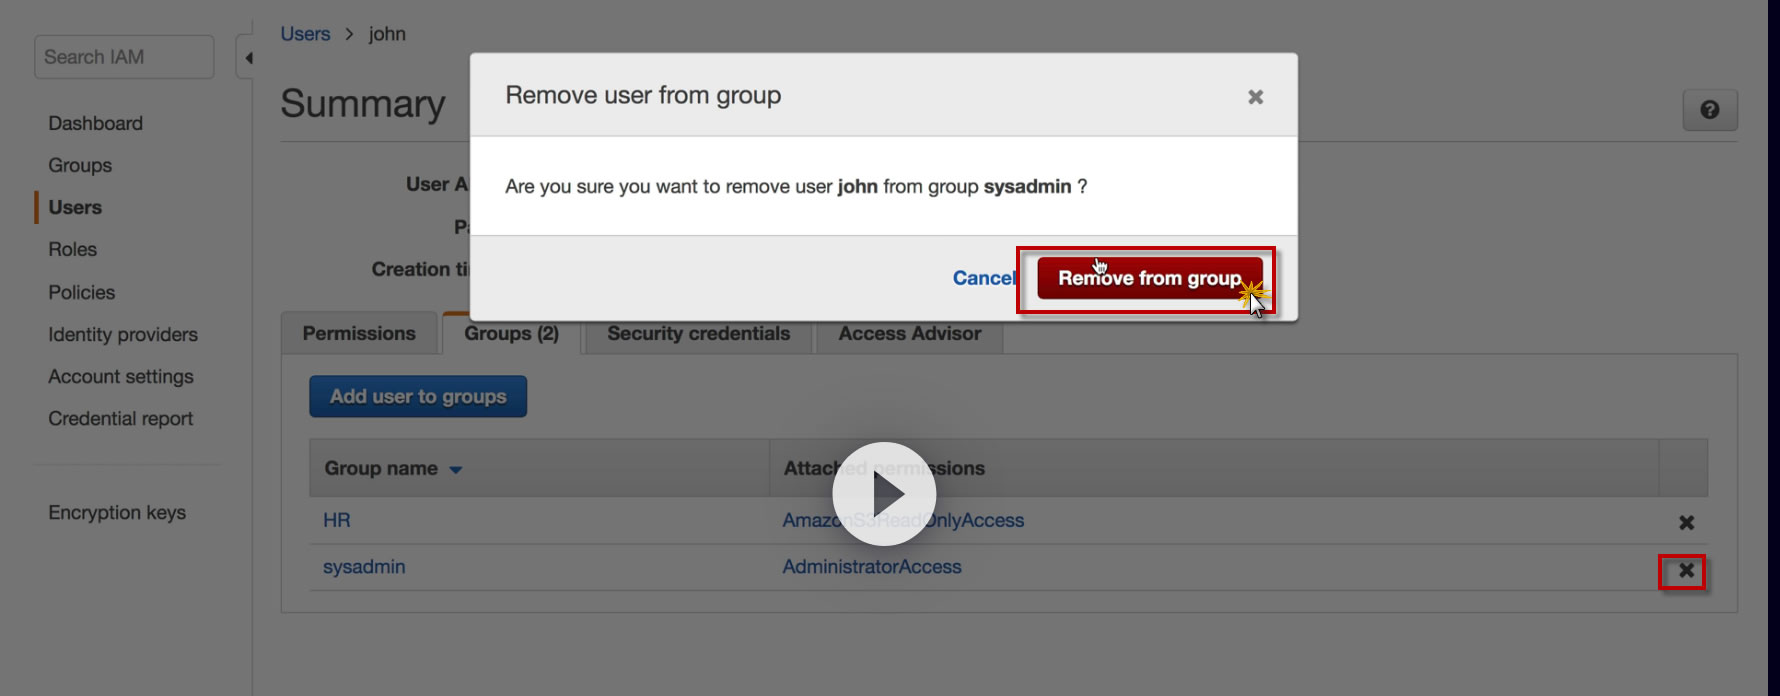 Users > john
Search IAM
Summary
Remove user from group
Dashboard
Groups
Users
Roles
Policies
Identity providers
Account settings
Credential report
Encryption keys
User A
Pa
Creation ti
Are you sure you want to remove user john from group sysadmin ?
Cancel
Remove from group
Permissions
Groups (2)
Security credentials
Access Advisor
Add user to groups
Group name
Attached permissions
HR
AmazonS3ReadOnlyAccess
sysadmin
AdministratorAccess